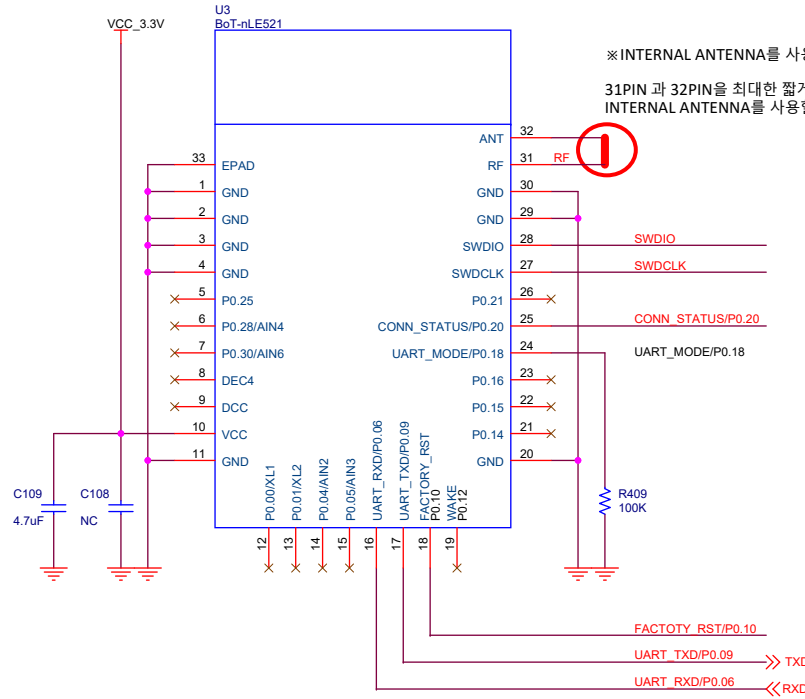 U3
BoT-nLE521
VCC_3.3V
※INTERNAL ANTENNA를
31PIN 과 32PIN을 최대한
INTERNAL ANTENNA를
ANT 32
RF 31 RF
33 EPAD
GND 30
1 GND
GND 29
2 GND
SWDIO 28 SWDIO
3 GND
SWDCLK 27 SWDCLK
4 GND
P0.21 26
5 P0.25
CONN_STATUS/P0.20 25 CONN_STATUS/P0.20
6 P0.28/AIN4
UART_MODE/P0.18 24 UART_MODE/P0.18
7 P0.30/AIN6
P0.16 23
8 DEC4
P0.15 22
9 DCC
P0.14 21
10 VCC
GND 20
11 GND
C109
4.7uF
C108
NC
R409
100K
P0.00/XL1
P0.01/XL2
P0.04/AIN2
P0.05/AIN3
UART_RXD/P0.06
UART_TXD/P0.09
FACTORY_RST
P0.10
WAKE
P0.12
12
13
14
15
16
17
18
19
FACTOTY_RST/P0.10
UART_TXD/P0.09
UART_RXD/P0.06 RXD